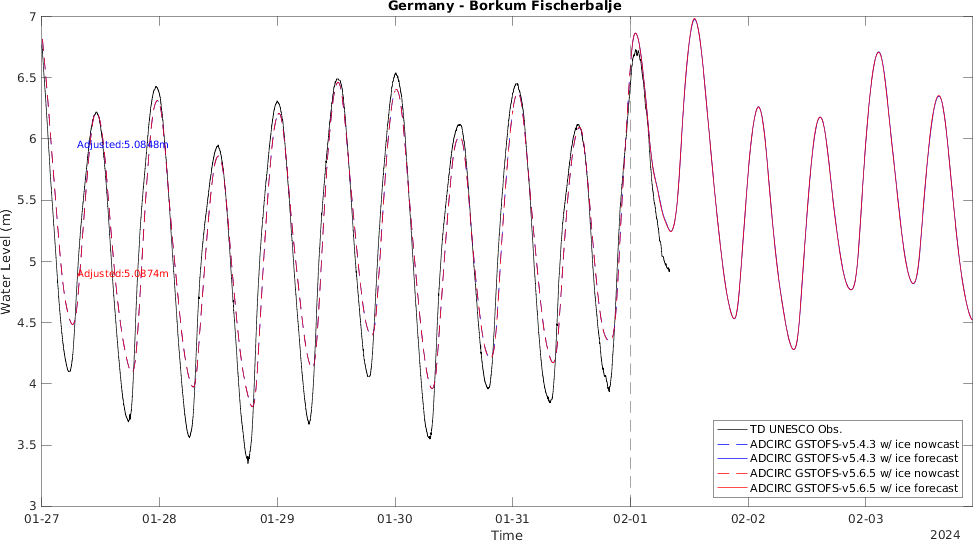 Germany - Borkum Fischerbalje
7
6.5
6
5.5
5
4.5
4
3.5
3
Water Level (m)
Adjusted:5.0848m
Adjusted:5.0874m
TD UNESCO Obs.
ADCIRC GSTOFS-v5.4.3 w/ ice nowcast
ADCIRC GSTOFS-v5.4.3 w/ ice forecast
ADCIRC GSTOFS-v5.6.5 w/ ice nowcast
ADCIRC GSTOFS-v5.6.5 w/ ice forecast
01-27 01-28 01-29 01-30 01-31 02-01 02-02 02-03
Time
2024